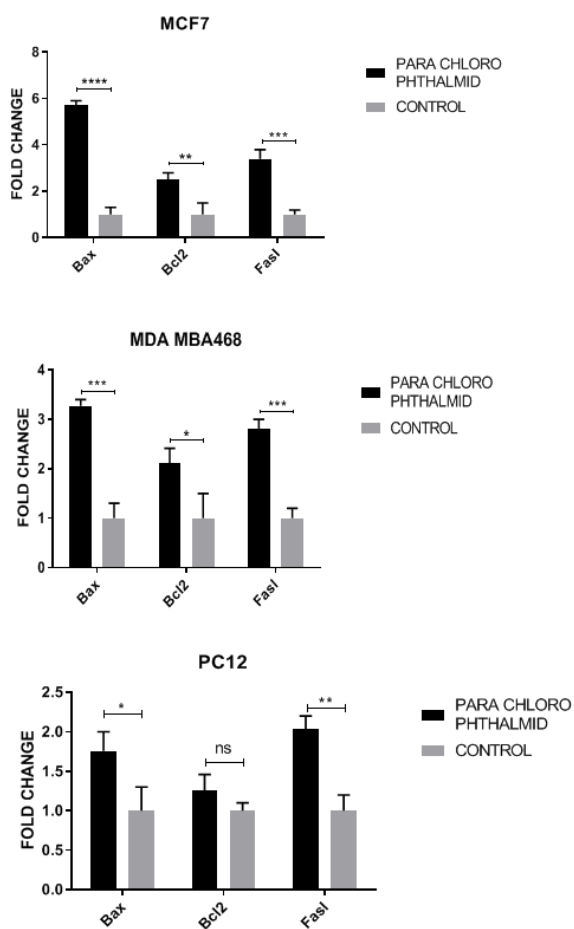 MCF7
FOLD CHANGE
8
6
4
2
0
****
**
***
Bax
Bcl2
Fasl
PARA CHLORO
PHTHALMID
CONTROL
MDA MBA468
FOLD CHANGE
4
3
2
1
0
***
*
***
Bax
Bcl2
Fasl
PARA CHLORO
PHTHALMID
CONTROL
PC12
FOLD CHANGE
2.5
2.0
1.5
1.0
0.5
0.0
*
ns
**
Bax
Bcl2
Fasl
PARA CHLORO
PHTHALMID
CONTROL